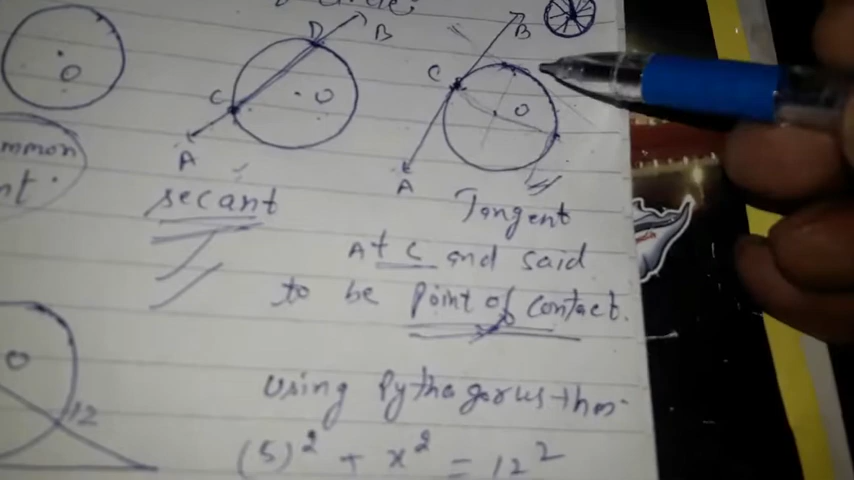 O
D
B
C
O
A
B
C
O
A
mmon
nt.
secant
Tangent
At C and said
to be point of contact.
O
12
Using Pythagorus thm.
(5)² + x² = 12²